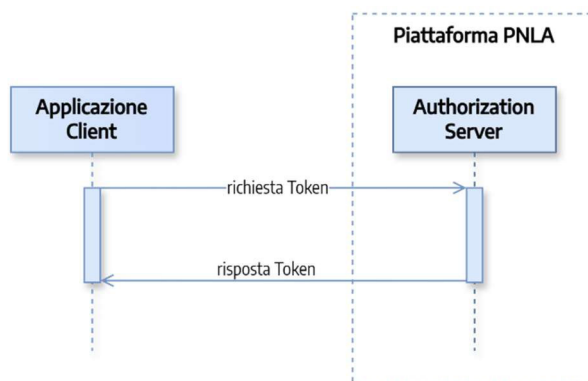 Piattaforma PNLA
Applicazione
Client
Authorization
Server
richiesta Token
risposta Token